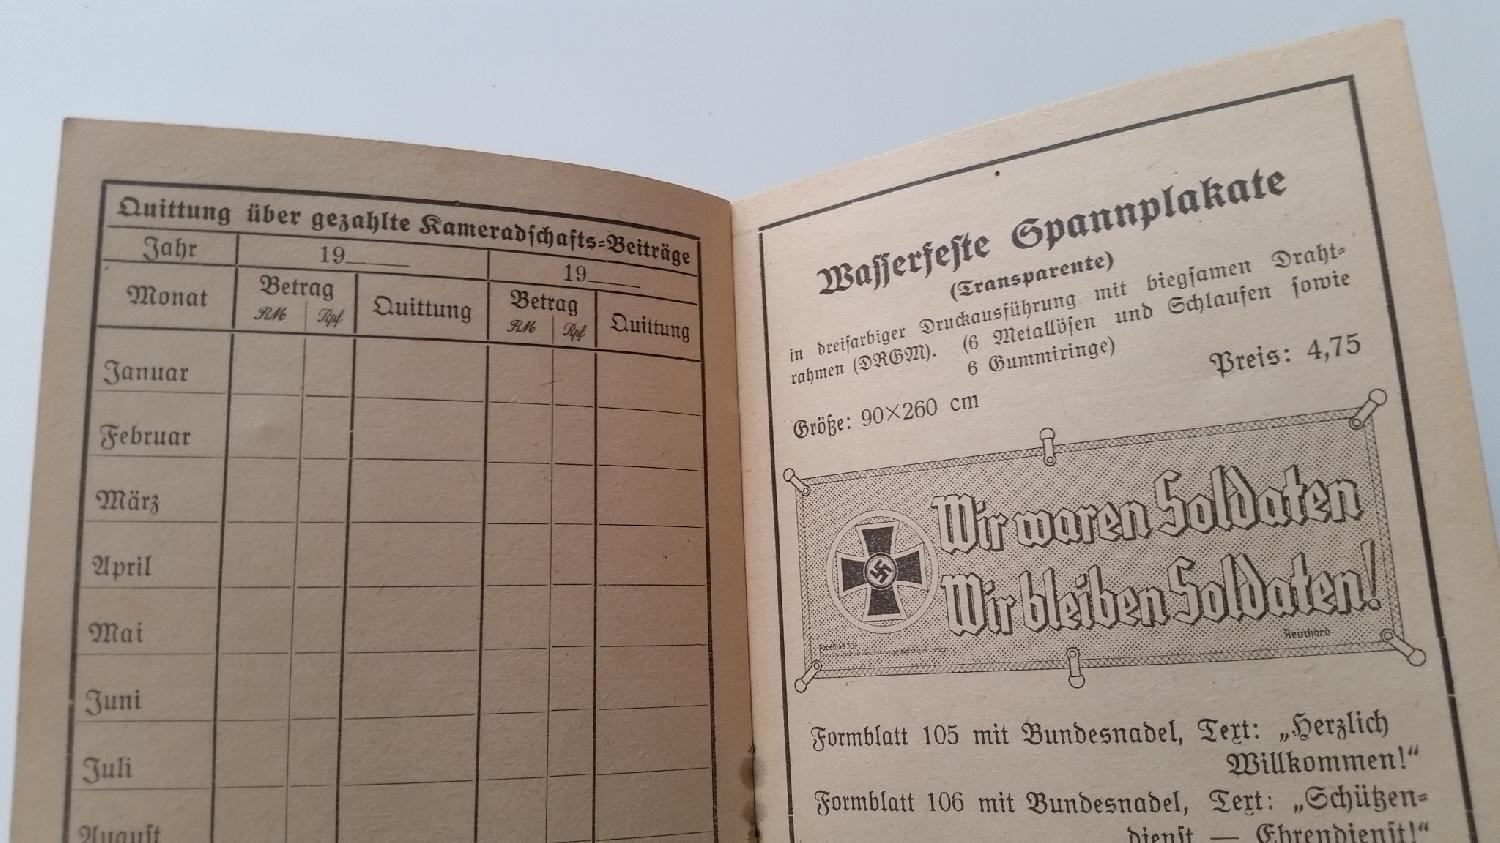 Quittung über gezahlte Kameradschafts-Beiträge
Jahr 19____ 19____
Monat Betrag Quittung Betrag Quittung
RM Rpf RM Rpf
Januar
Februar
März
April
Mai
Juni
Juli
August
Wasserfeste Spannplakate
(Transparente)
in dreifarbiger Druckausführung mit biegsamen Draht-
rahmen (DRGM). (6 Metallösen und Schlaufen sowie
6 Gummiringe)
Preis: 4,75
Größe: 90×260 cm
Wir waren Soldaten
Wir bleiben Soldaten!
Reinhard
Formblatt 105 mit Bundesnadel, Text: „Herzlich
Willkommen!“
Formblatt 106 mit Bundesnadel, Text: „Schützen-
dienst — Ehrendienst!“